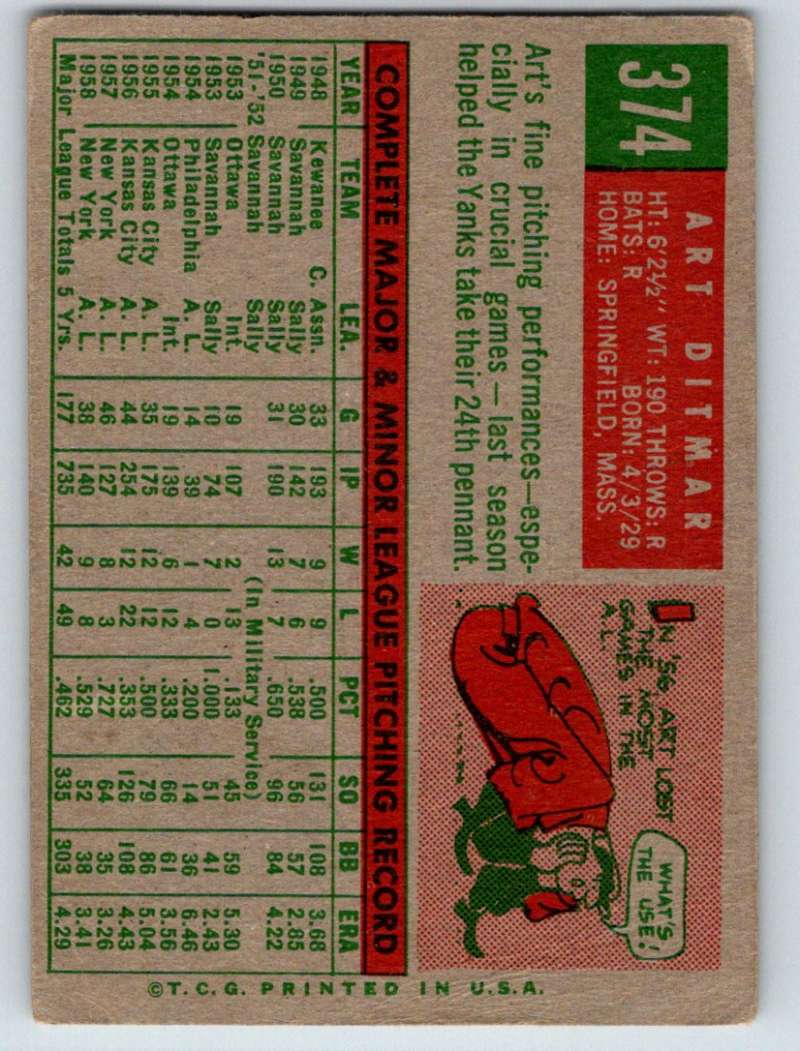 374
ART DITMAR
HT: 6'2½" WT: 190 THROWS: R
BATS: R BORN: 4/3/29
HOME: SPRINGFIELD, MASS.
Art's fine pitching performances—espe-
cially in crucial games — last season
helped the Yanks take their 24th pennant.
IN '56 ART LOST
THE MOST
GAMES IN THE
A.L.
WHAT'S
THE USE!
COMPLETE MAJOR & MINOR LEAGUE PITCHING RECORD
YEAR TEAM LEA. G IP W L PCT SO BB ERA
1948 Kewanee C. Assn. 33 193 9 9 .500 131 108 3.68
1949 Savannah Sally 30 142 7 6 .538 56 57 2.85
1950 Savannah Sally 31 190 13 7 .650 96 84 4.22
'51-'52 Savannah Sally (In Military Service)
1953 Ottawa Int. 19 107 2 13 .133 45 59 5.30
1953 Savannah Sally 10 74 7 0 1.000 51 41 2.43
1954 Philadelphia A. L. 14 39 1 4 .200 14 36 6.46
1954 Ottawa Int. 19 139 6 12 .333 66 61 3.56
1955 Kansas City A. L. 35 175 12 12 .500 79 86 5.04
1956 Kansas City A. L. 44 254 12 22 .353 126 108 4.43
1957 New York A. L. 46 127 8 3 .727 64 35 3.26
1958 New York A. L. 38 140 9 8 .529 52 38 3.41
Major League Totals 5 Yrs. 177 735 42 49 .462 335 303 4.29
©T.C.G. PRINTED IN U.S.A.